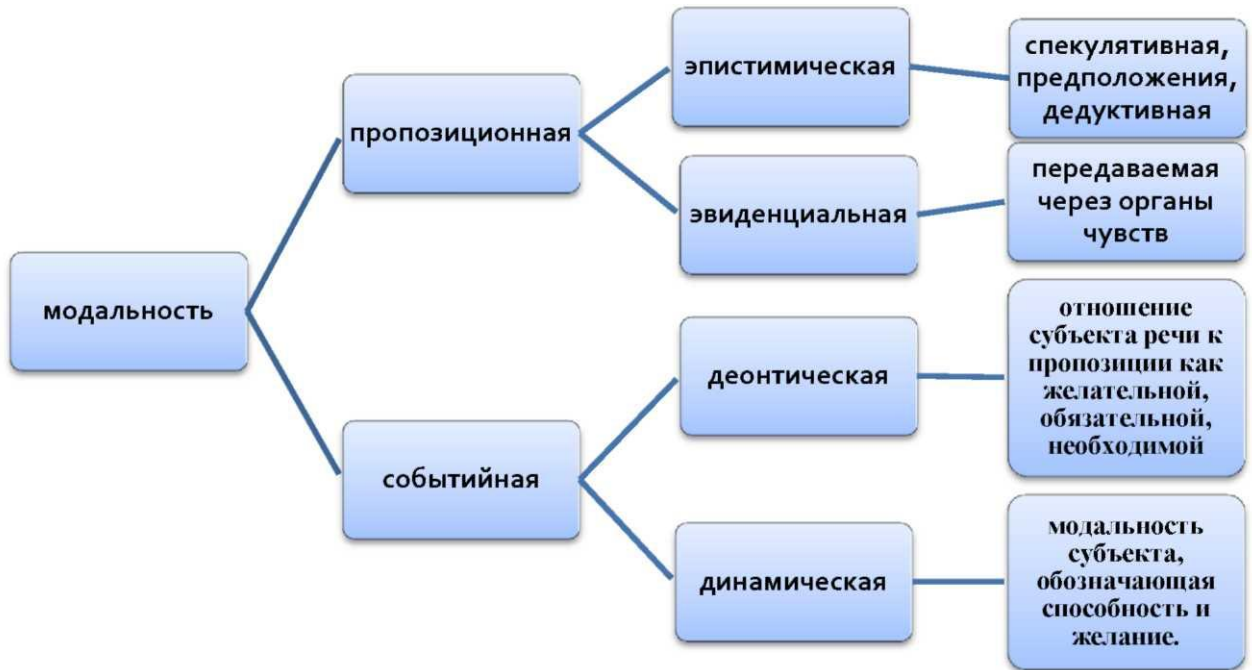 модальность
пропозиционная
эпистимическая
спекулятивная,
предположения,
дедуктивная
эвиденциальная
передаваемая
через органы
чувств
событийная
деонтическая
отношение
субъекта речи к
пропозиции как
желательной,
обязательной,
необходимой
динамическая
модальность
субъекта,
обозначающая
способность и
желание.